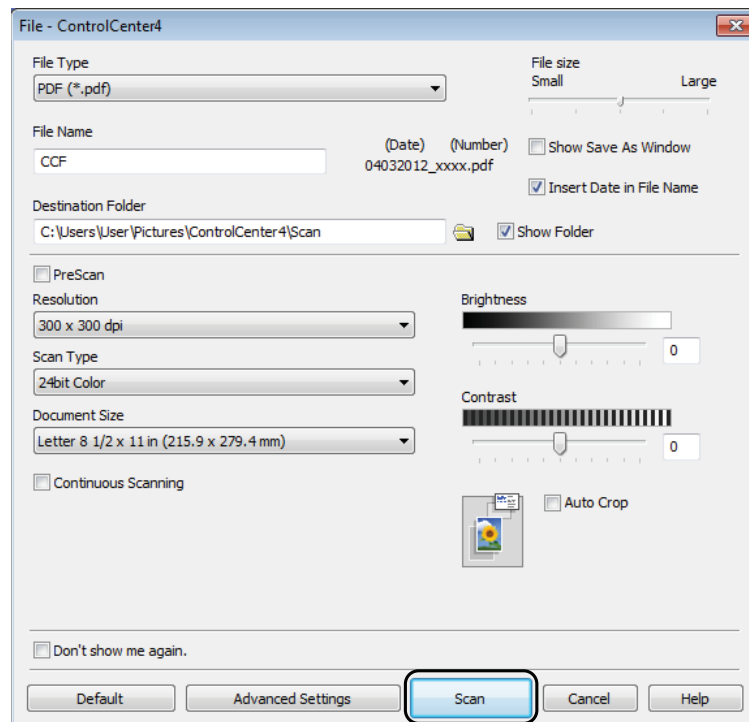 File - ControlCenter4
File Type
PDF (*.pdf)
File size
Small Large
File Name
CCF
(Date) (Number)
04032012_xxxx.pdf
Show Save As Window
Insert Date in File Name
Destination Folder
C:\Users\User\Pictures\ControlCenter4\Scan
Show Folder
PreScan
Resolution
300 x 300 dpi
Scan Type
24bit Color
Document Size
Letter 8 1/2 x 11 in (215.9 x 279.4 mm)
Continuous Scanning
Brightness
0
Contrast
0
Auto Crop
Don't show me again.
Default Advanced Settings Scan Cancel Help